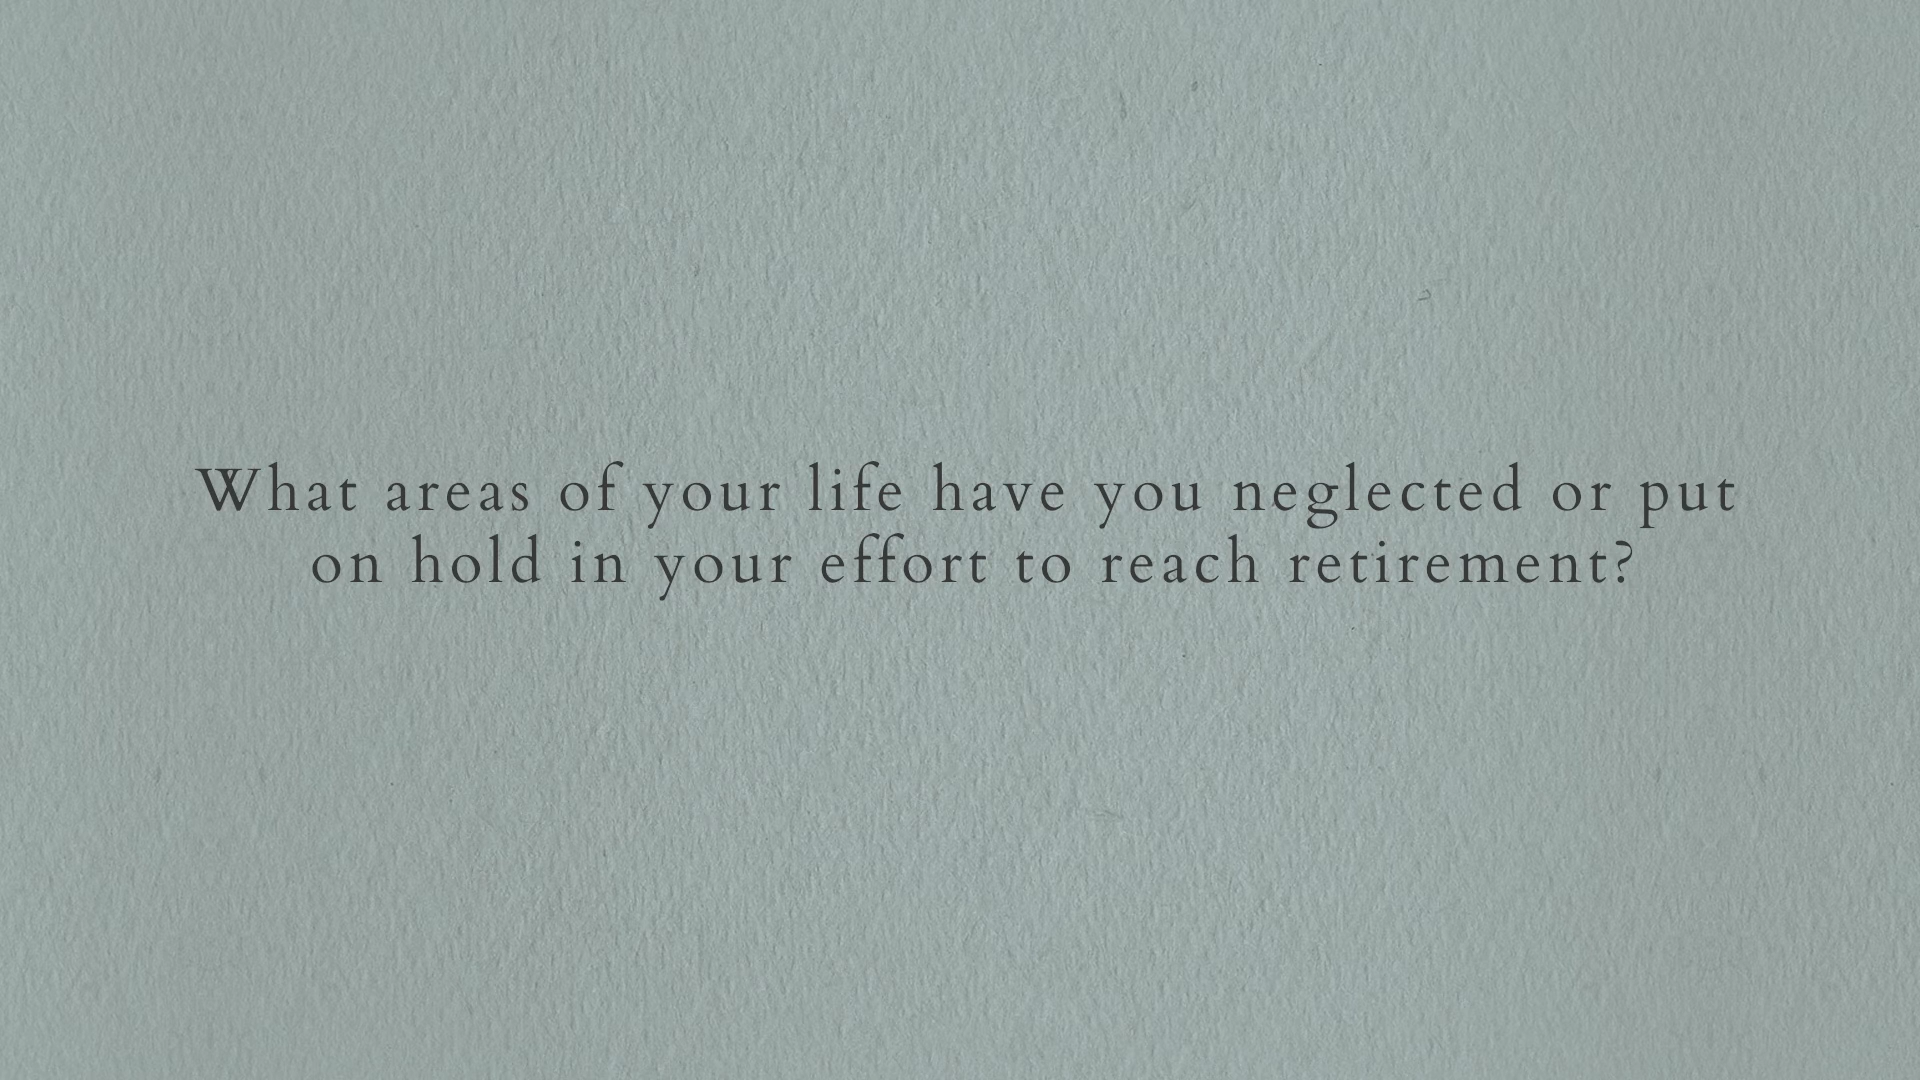 What areas of your life have you neglected or put
on hold in your effort to reach retirement?